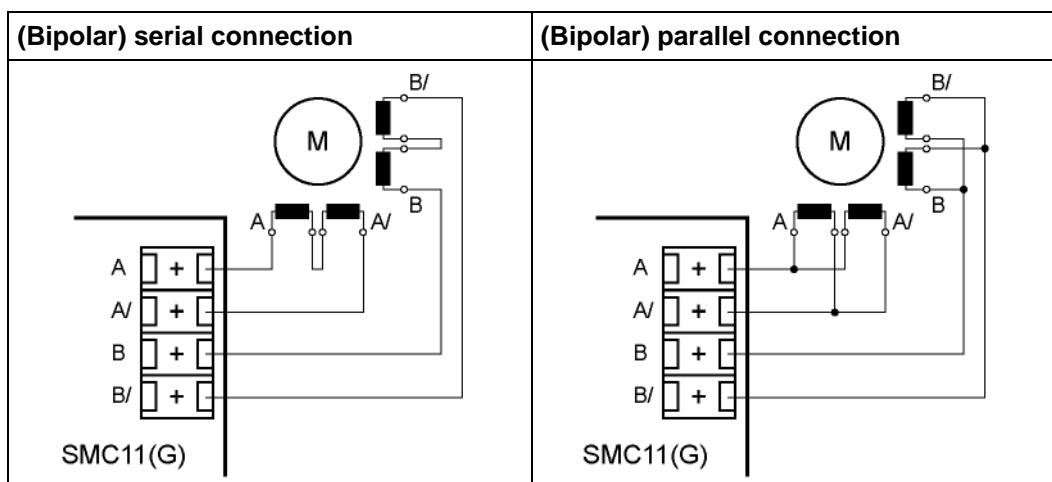 (Bipolar) serial connection
(Bipolar) parallel connection
B/
M
B
A
A/
A
+
A/
+
B
+
B/
+
SMC11(G)
B/
M
B
A
A/
A
+
A/
+
B
+
B/
+
SMC11(G)